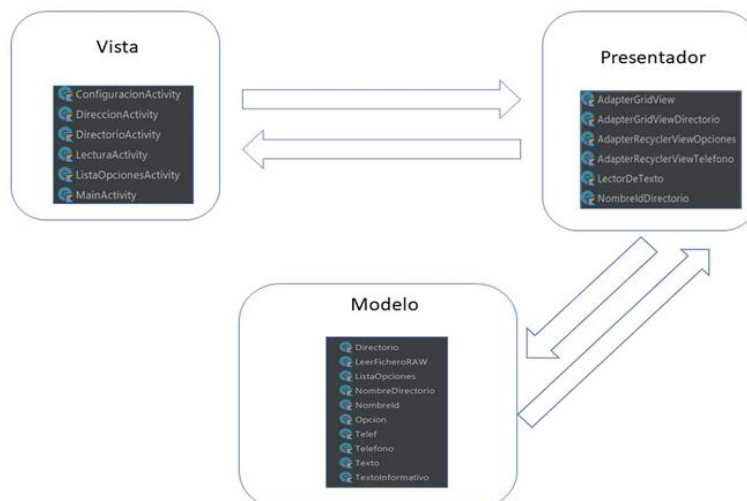 Vista
ConfiguracionActivity
DireccionActivity
DirectorioActivity
LecturaActivity
ListaOpcionesActivity
MainActivity
Presentador
AdapterGridView
AdapterGridViewDirectorio
AdapterRecyclerViewOpciones
AdapterRecyclerViewTelefono
LectorDeTexto
NombreIdDirectorio
Modelo
Directorio
LeerFicheroRAW
ListaOpciones
NombreDirectorio
NombreId
Opcion
Telef
Telefono
Texto
TextoInformativo